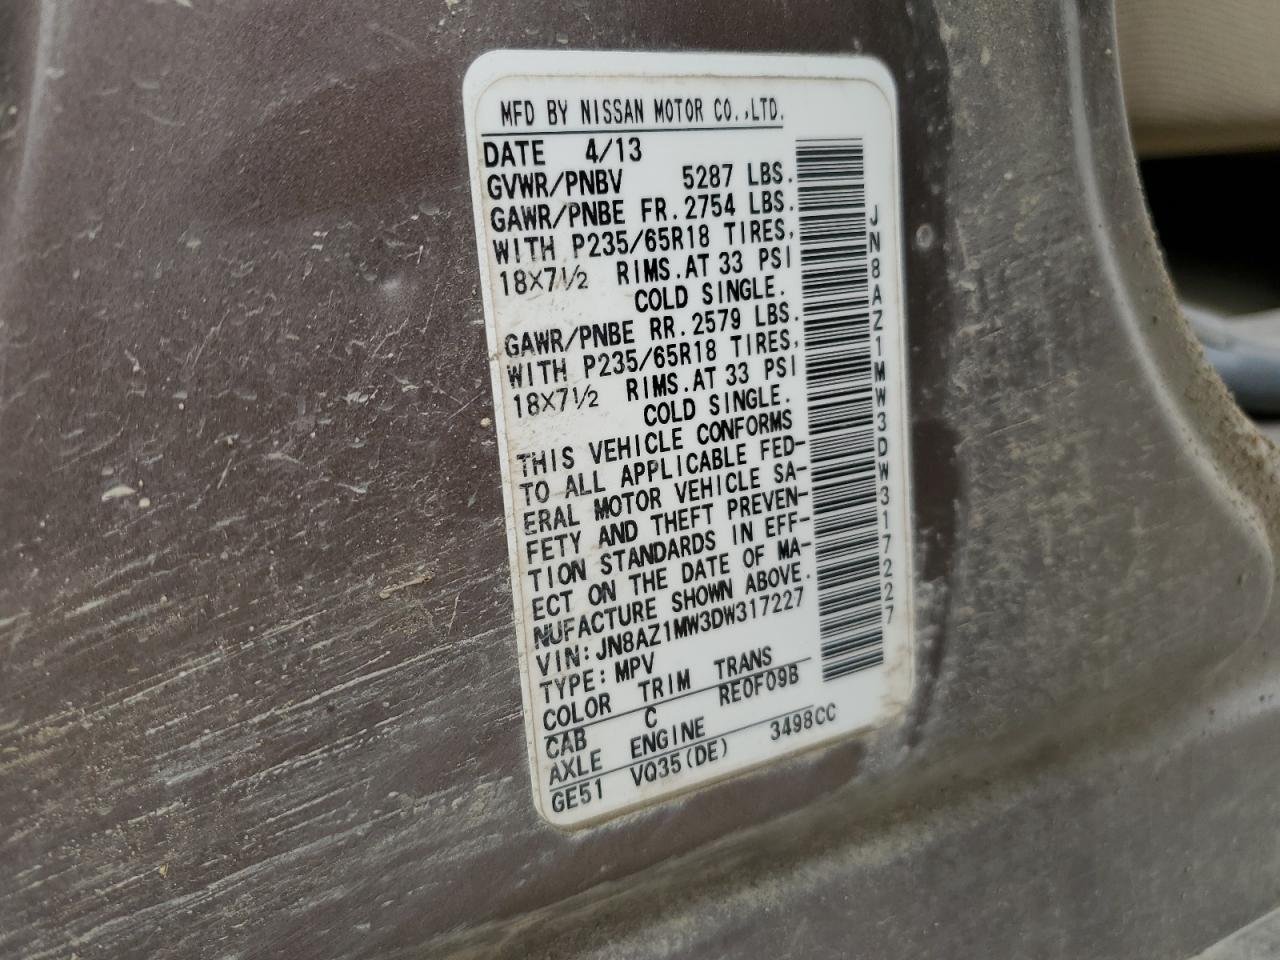 MFD BY NISSAN MOTOR CO.,LTD.
DATE 4/13
GVWR/PNBV 5287 LBS.
GAWR/PNBE FR. 2754 LBS.
WITH P235/65R18 TIRES,
18X7½ RIMS.AT 33 PSI
COLD SINGLE.
GAWR/PNBE RR. 2579 LBS.
WITH P235/65R18 TIRES,
18X7½ RIMS.AT 33 PSI
COLD SINGLE.
THIS VEHICLE CONFORMS
TO ALL APPLICABLE FED-
ERAL MOTOR VEHICLE SA-
FETY AND THEFT PREVEN-
TION STANDARDS IN EFF-
ECT ON THE DATE OF MA-
NUFACTURE SHOWN ABOVE.
VIN: JN8AZ1MW3DW317227
TYPE: MPV
COLOR TRIM TRANS
CAB C RE0F09B
AXLE ENGINE
GE51 VQ35(DE) 3498CC
JN8AZ1MW3DW317227